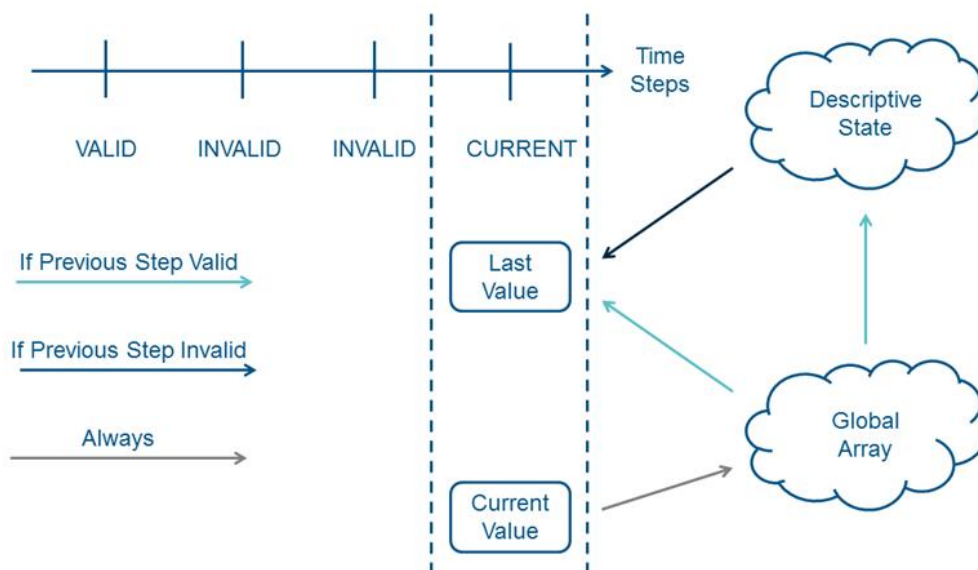 Time
Steps
VALID
INVALID
INVALID
CURRENT
Descriptive
State
If Previous Step Valid
Last
Value
If Previous Step Invalid
Always
Global
Array
Current
Value